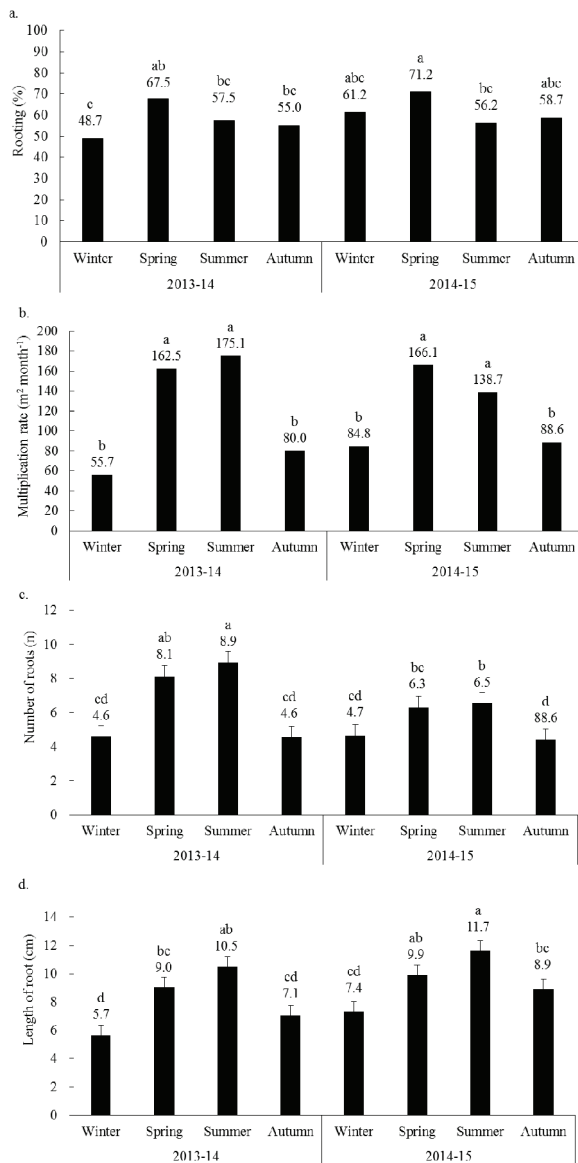 a.
Rooting (%)
100
90
80
70
60
50
40
30
20
10
0
c ab bc bc abc a bc abc
48.7 67.5 57.5 55.0 61.2 71.2 56.2 58.7
Winter Spring Summer Autumn Winter Spring Summer Autumn
2013-14 2014-15
b.
Multiplication rate (m² month⁻¹)
200
180
160
140
120
100
80
60
40
20
0
b a a b b a a b
55.7 162.5 175.1 80.0 84.8 166.1 138.7 88.6
Winter Spring Summer Autumn Winter Spring Summer Autumn
2013-14 2014-15
c.
Number of roots (n)
12
10
8
6
4
2
0
cd ab a cd cd bc b d
4.6 8.1 8.9 4.6 4.7 6.3 6.5 88.6
Winter Spring Summer Autumn Winter Spring Summer Autumn
2013-14 2014-15
d.
Length of root (cm)
14
12
10
8
6
4
2
0
d bc ab cd cd ab a bc
5.7 9.0 10.5 7.1 7.4 9.9 11.7 8.9
Winter Spring Summer Autumn Winter Spring Summer Autumn
2013-14 2014-15